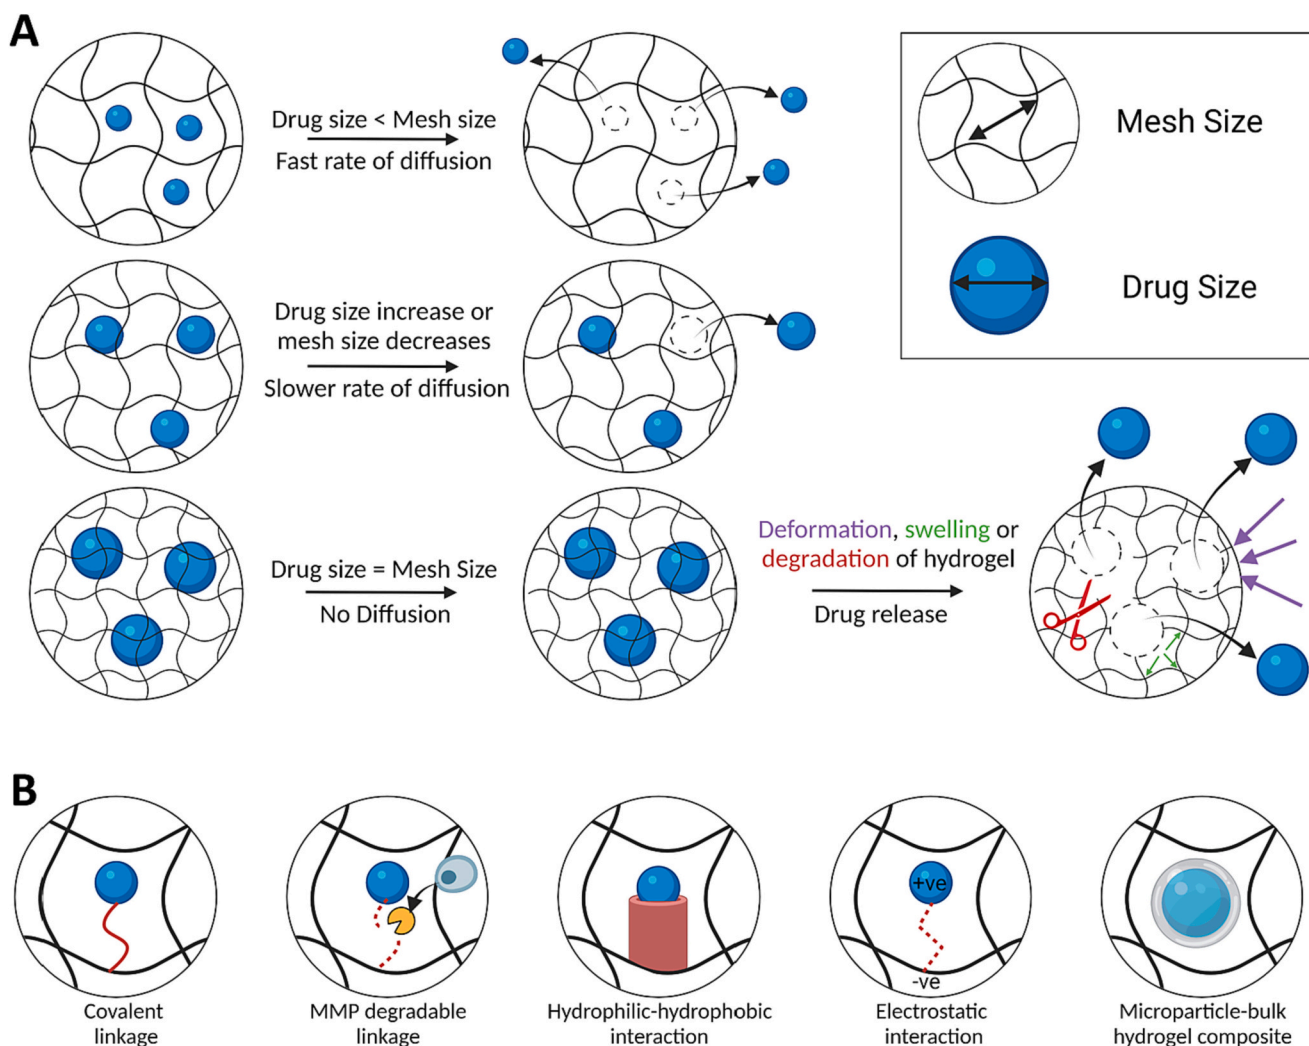 A
Drug size < Mesh size
Fast rate of diffusion
Mesh Size
Drug Size
Drug size increase or
mesh size decreases
Slower rate of diffusion
Drug size = Mesh Size
No Diffusion
Deformation, swelling or
degradation of hydrogel
Drug release
B
+ve
-ve
Covalent
linkage
MMP degradable
linkage
Hydrophilic-hydrophobic
interaction
Electrostatic
interaction
Microparticle-bulk
hydrogel composite